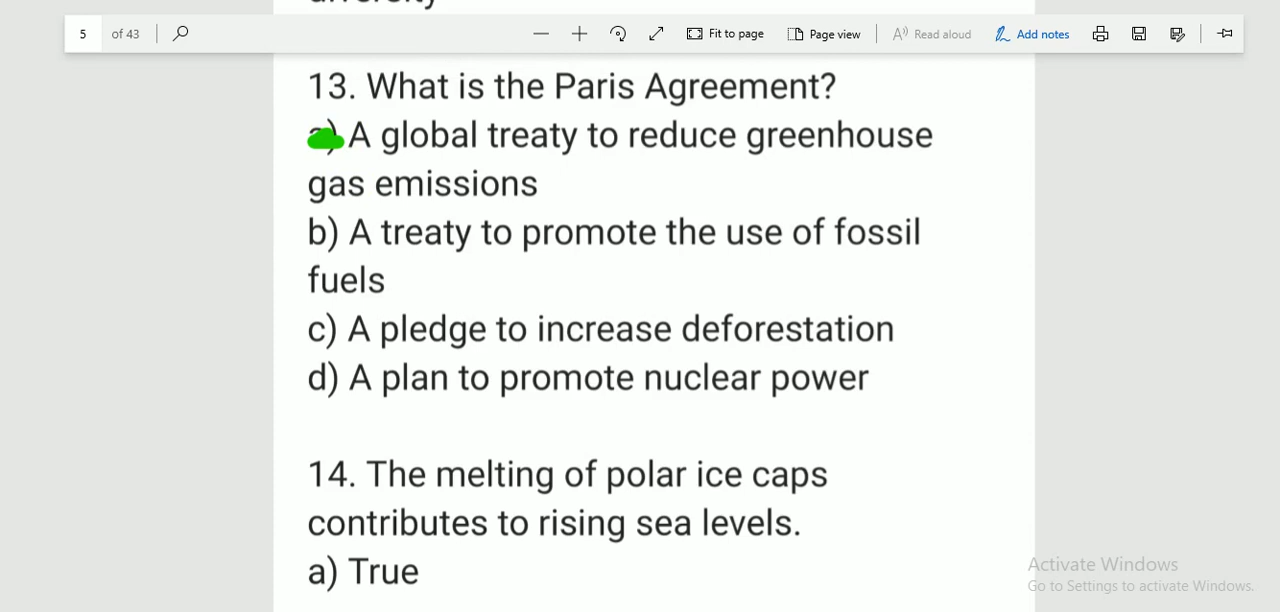 5 of 43 Fit to page Page view Read aloud Add notes
13. What is the Paris Agreement?
A global treaty to reduce greenhouse
gas emissions
b) A treaty to promote the use of fossil
fuels
c) A pledge to increase deforestation
d) A plan to promote nuclear power
14. The melting of polar ice caps
contributes to rising sea levels.
a) True
Activate Windows
Go to Settings to activate Windows.